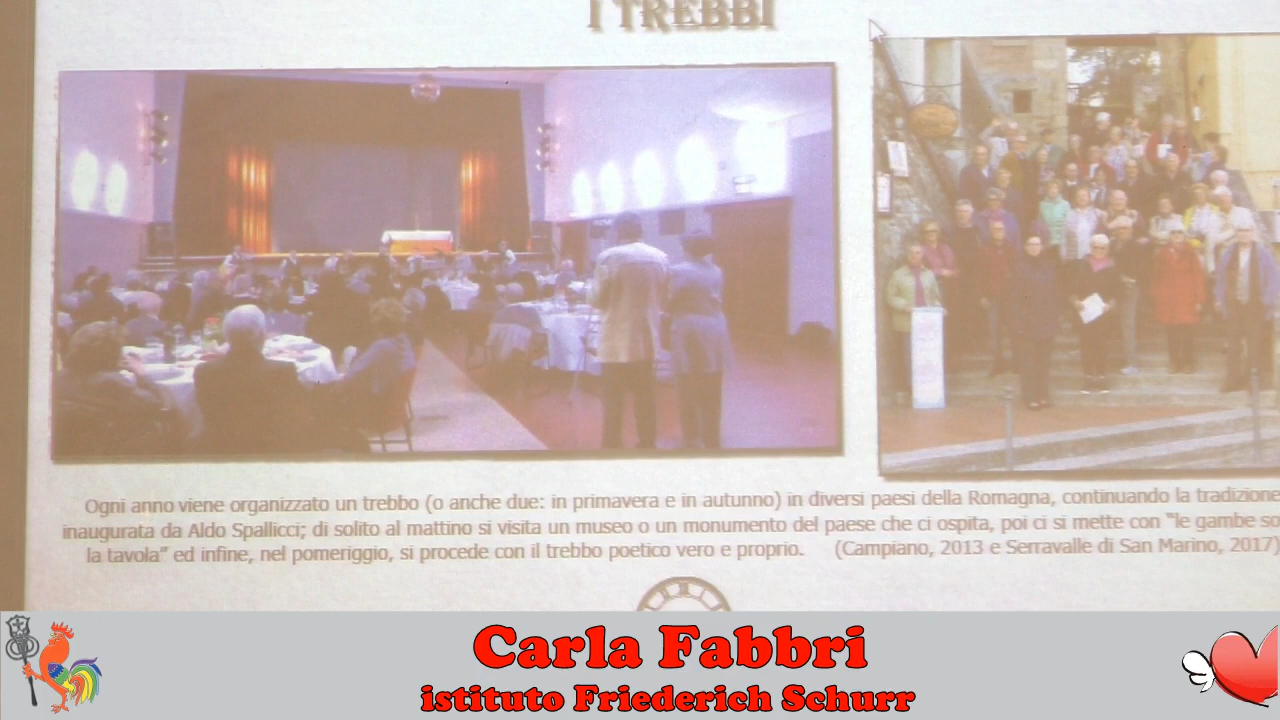 I TREBBI
Ogni anno viene organizzato un trebbo (o anche due: in primavera e in autunno) in diversi paesi della Romagna, continuando la tradizione
inaugurata da Aldo Spallicci; di solito al mattino si visita un museo o un monumento del paese che ci ospita, poi ci si mette con "le gambe so
la tavola" ed infine, nel pomeriggio, si procede con il trebbo poetico vero e proprio. (Campiano, 2013 e Serravalle di San Marino, 2017)
Carla Fabbri
istituto Friederich Schurr